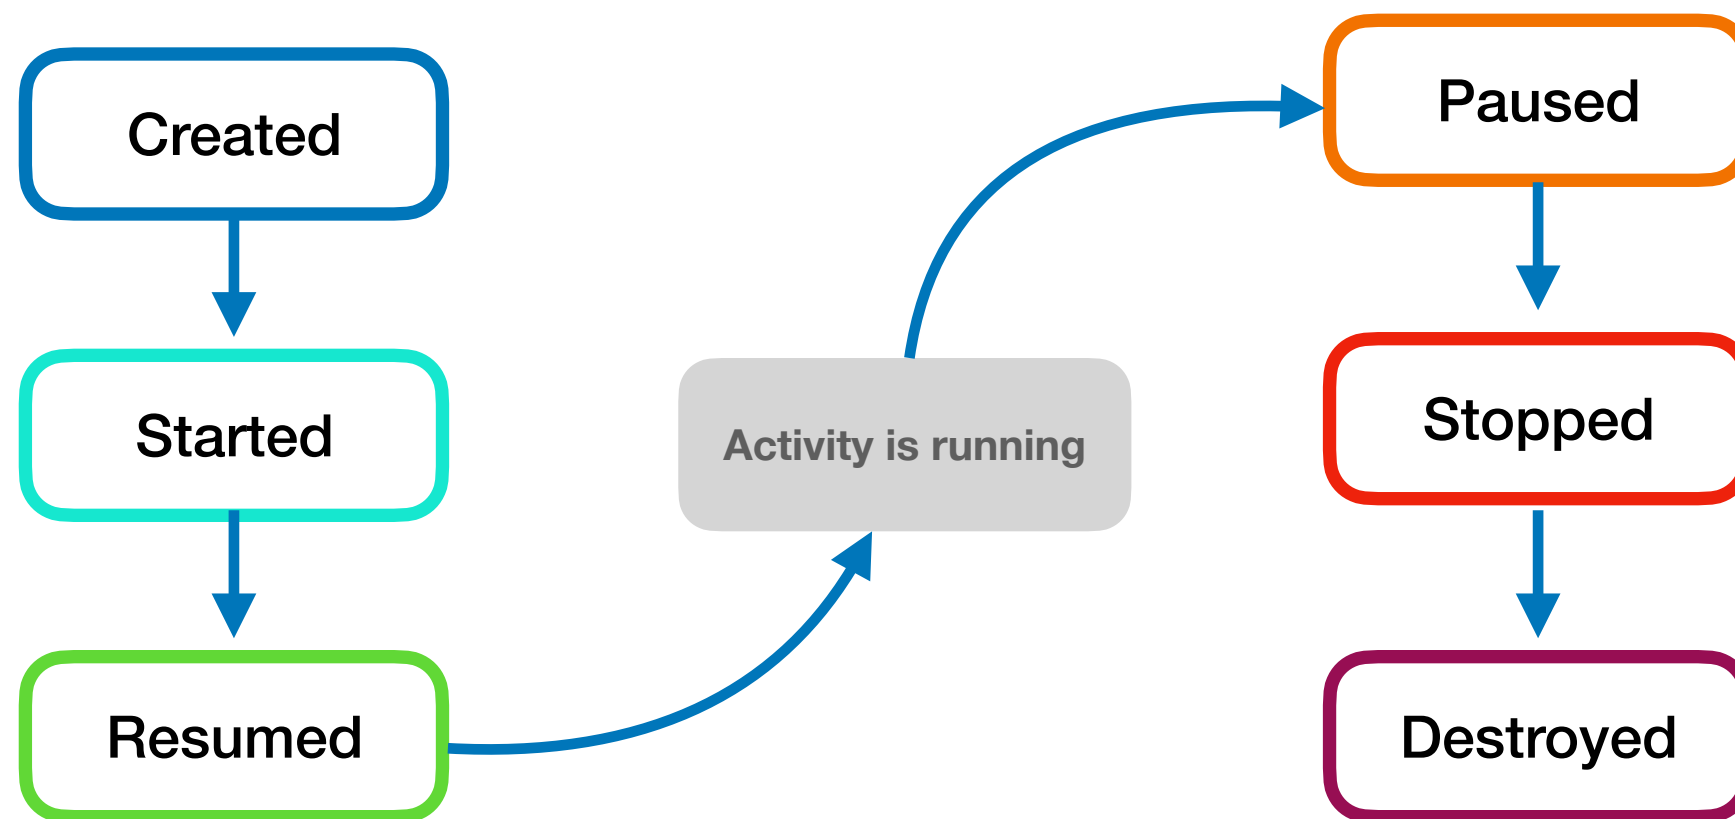 Created
Started
Resumed
Activity is running
Paused
Stopped
Destroyed